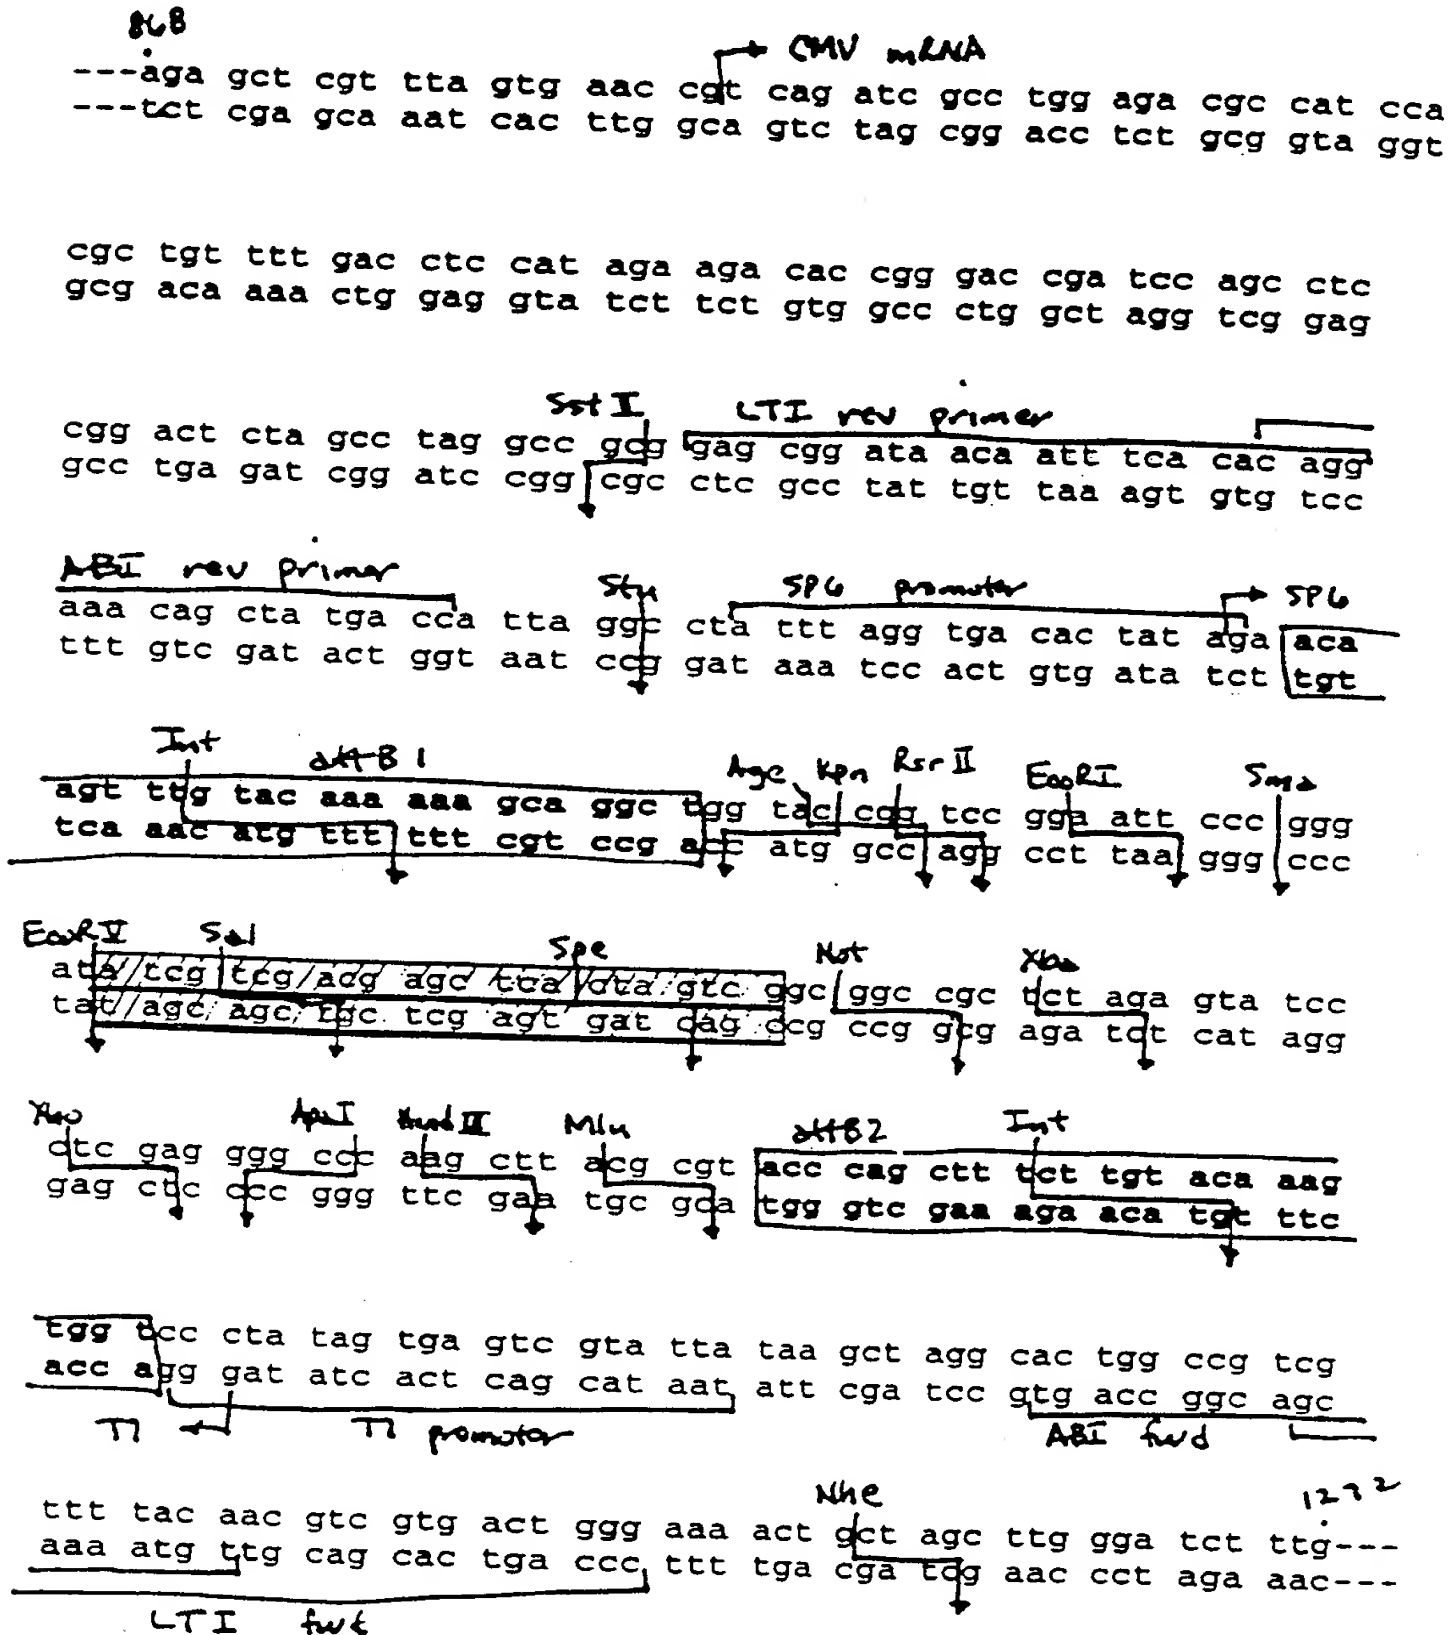 868
CMV mRNA
---aga gct cgt tta gtg aac cgt cag atc gcc tgg aga cgc cat cca
---tct cga gca aat cac ttg gca gtc tag cgg acc tct gcg gta ggt
cgc tgt ttt gac ctc cat aga aga cac cgg gac cga tcc agc ctc
gcg aca aaa ctg gag gta tct tct gtg gcc ctg gct agg tcg gag
Sst II LTI rev primer
cgg act cta gcc tag gcc gcg gag cgg ata aca att tca cac agg
gcc tga gat cgg atc cgg cgc ctc gcc tat tgt taa agt gtg tcc
ABI rev primer Stu SP6 promoter SP6
aaa cag cta tga cca tta ggc cta ttt agg tga cac tat aga aca
ttt gtc gat act ggt aat ccg gat aaa tcc act gtg ata tct tgt
Int attB1 Age Kpn Rsr II EcoRI Sma
agt ttg tac aaa aaa gca ggc tgg tac cgg tcc gga att ccc ggg
tca aac atg ttt ttt cgt ccg acc atg gcc agg cct taa ggg ccc
EcoRV Sal Spe Not Xba
ata tcg tcg acg agc tca cta gtc ggc ggc cgc tct aga gta tcc
tat agc agc tgc tcg agt gat cag ccg ccg gcg aga tct cat agg
Xho ApaI Hind III Mlu attB2 Int
ctc gag ggg ccc aag ctt acg cgt acc cag ctt tct tgt aca aag
gag ctc ccc ggg ttc gaa tgc gca tgg gtc gaa aga aca tgt ttc
tgg tcc cta tag tga gtc gta tta taa gct agg cac tgg ccg tcg
acc agg gat atc act cag cat aat att cga tcc gtg acc ggc agc
T7 T7 promoter ABI fwd
Nhe 1232
ttt tac aac gtc gtg act ggg aaa act gct agc ttg gga tct ttg---
aaa atg ttg cag cac tga ccc ttt tga cga tcg aac cct aga aac---
LTI fwd